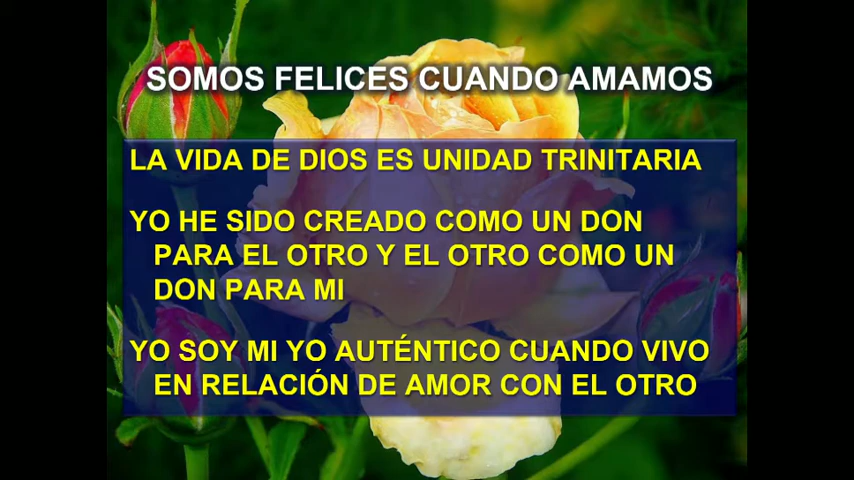 SOMOS FELICES CUANDO AMAMOS
LA VIDA DE DIOS ES UNIDAD TRINITARIA
YO HE SIDO CREADO COMO UN DON
PARA EL OTRO Y EL OTRO COMO UN
DON PARA MI
YO SOY MI YO AUTÉNTICO CUANDO VIVO
EN RELACIÓN DE AMOR CON EL OTRO